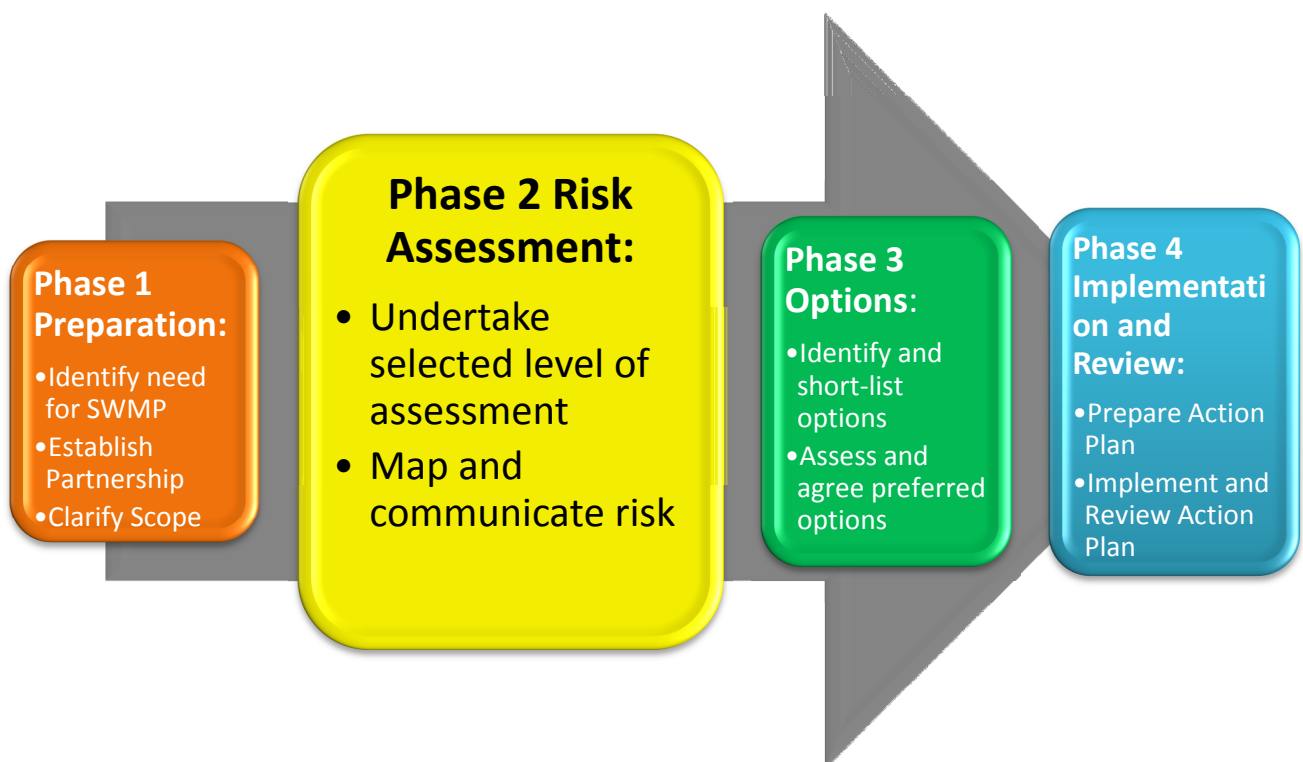 Phase 1
Preparation:
•Identify need
for SWMP
•Establish
Partnership
•Clarify Scope
Phase 2 Risk
Assessment:
• Undertake
selected level of
assessment
• Map and
communicate risk
Phase 3
Options:
•Identify and
short-list
options
•Assess and
agree preferred
options
Phase 4
Implementati
on and
Review:
•Prepare Action
Plan
•Implement and
Review Action
Plan